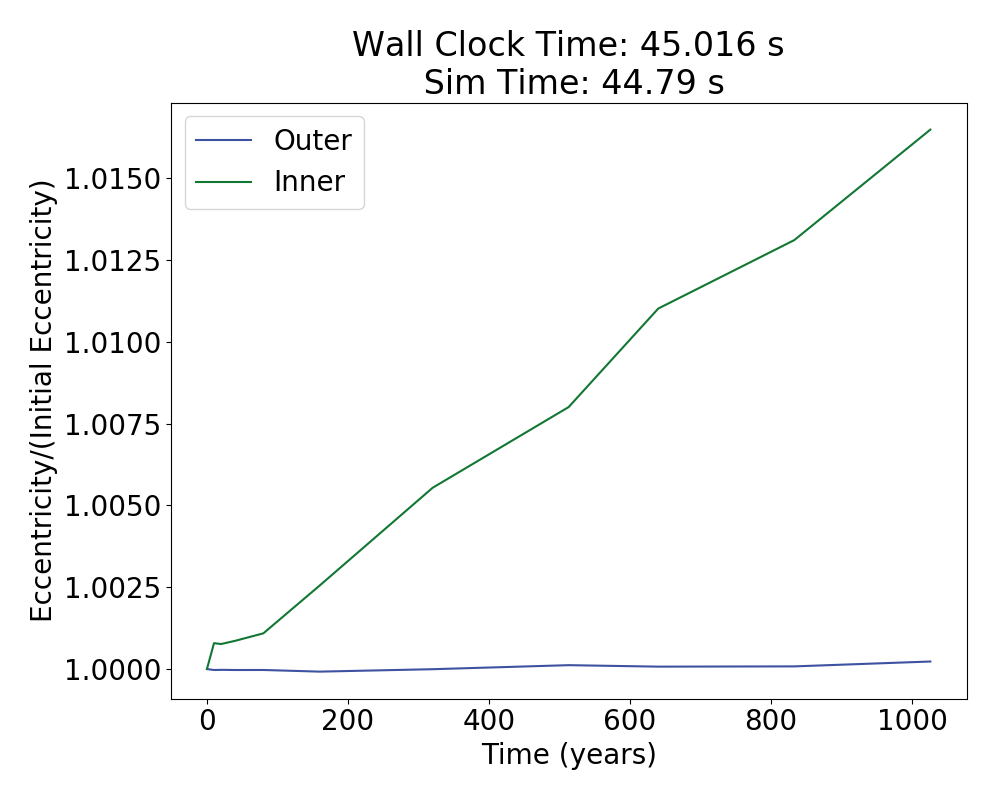 Wall Clock Time: 45.016 s
Sim Time: 44.79 s
Outer
Inner
Eccentricity/(Initial Eccentricity)
1.0150
1.0125
1.0100
1.0075
1.0050
1.0025
1.0000
0 200 400 600 800 1000
Time (years)